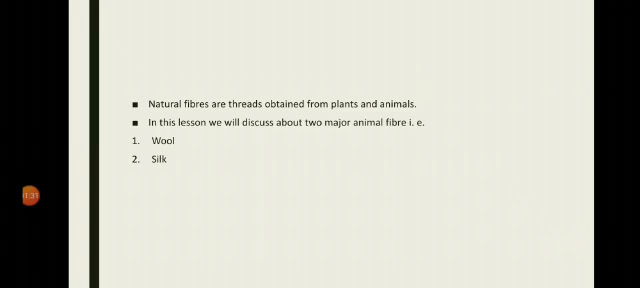 Natural fibres are threads obtained from plants and animals.
In this lesson we will discuss about two major animal fibre i. e.
1. Wool
2. Silk